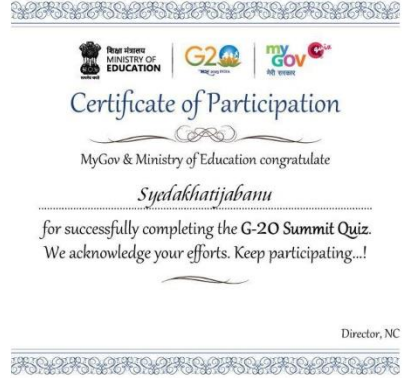 शिक्षा मंत्रालय
MINISTRY OF
EDUCATION
G20
my
GOV
मेरी सरकार
Certificate of Participation
MyGov & Ministry of Education congratulate
Syedakhatijabanu
for successfully completing the G-20 Summit Quiz.
We acknowledge your efforts. Keep participating...!
Director, NC